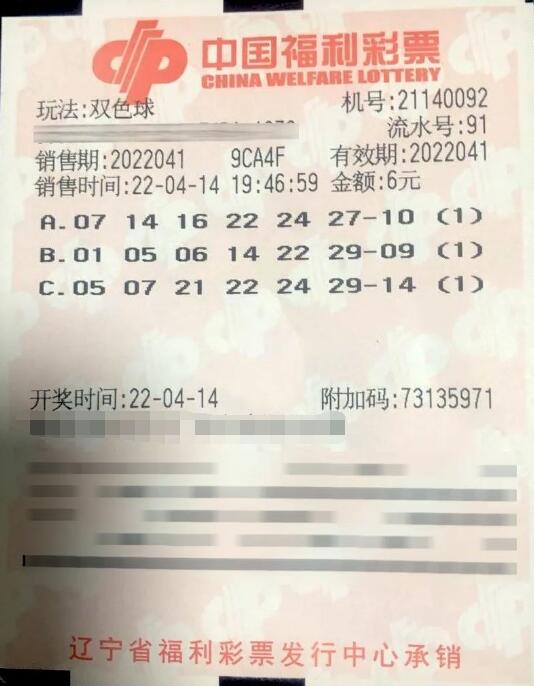 中国福利彩票
CHINA WELFARE LOTTERY
玩法:双色球 机号:21140092
流水号:91
销售期:2022041 9CA4F 有效期:2022041
销售时间:22-04-14 19:46:59 金额:6元
A.07 14 16 22 24 27-10 (1)
B.01 05 06 14 22 29-09 (1)
C.05 07 21 22 24 29-14 (1)
开奖时间:22-04-14 附加码:73135971
辽宁省福利彩票发行中心承销